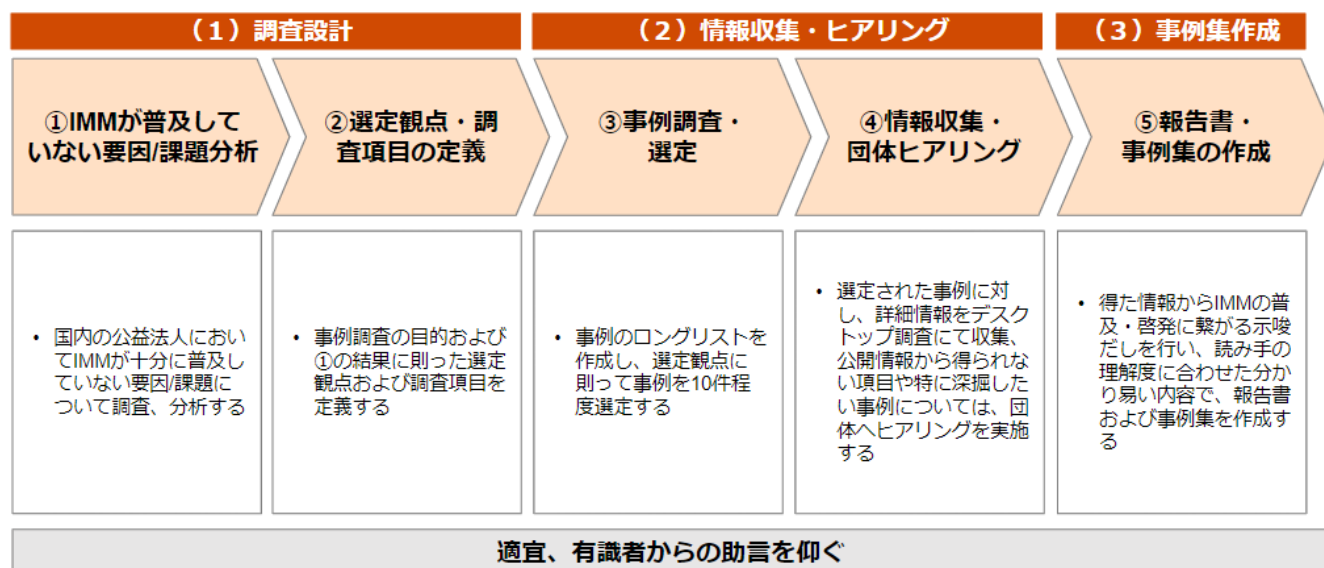 （１）調査設計
（２）情報収集・ヒアリング
（３）事例集作成
①IMMが普及して
いない要因/課題分析
②選定観点・調
査項目の定義
③事例調査・
選定
④情報収集・
団体ヒアリング
⑤報告書・
事例集の作成
• 国内の公益法人におい
てIMMが十分に普及し
ていない要因/課題に
ついて調査、分析する
• 事例調査の目的および
①の結果に則った選定
観点および調査項目を
定義する
• 事例のロングリストを
作成し、選定観点に
則って事例を10件程
度選定する
• 選定された事例に対
し、詳細情報をデスク
トップ調査にて収集、
公開情報から得られな
い項目や特に深掘した
い事例については、団
体へヒアリングを実施
する
• 得た情報からIMMの普
及・啓発に繋がる示唆
だしを行い、読み手の
理解度に合わせた分か
り易い内容で、報告書
および事例集を作成す
る
適宜、有識者からの助言を仰ぐ